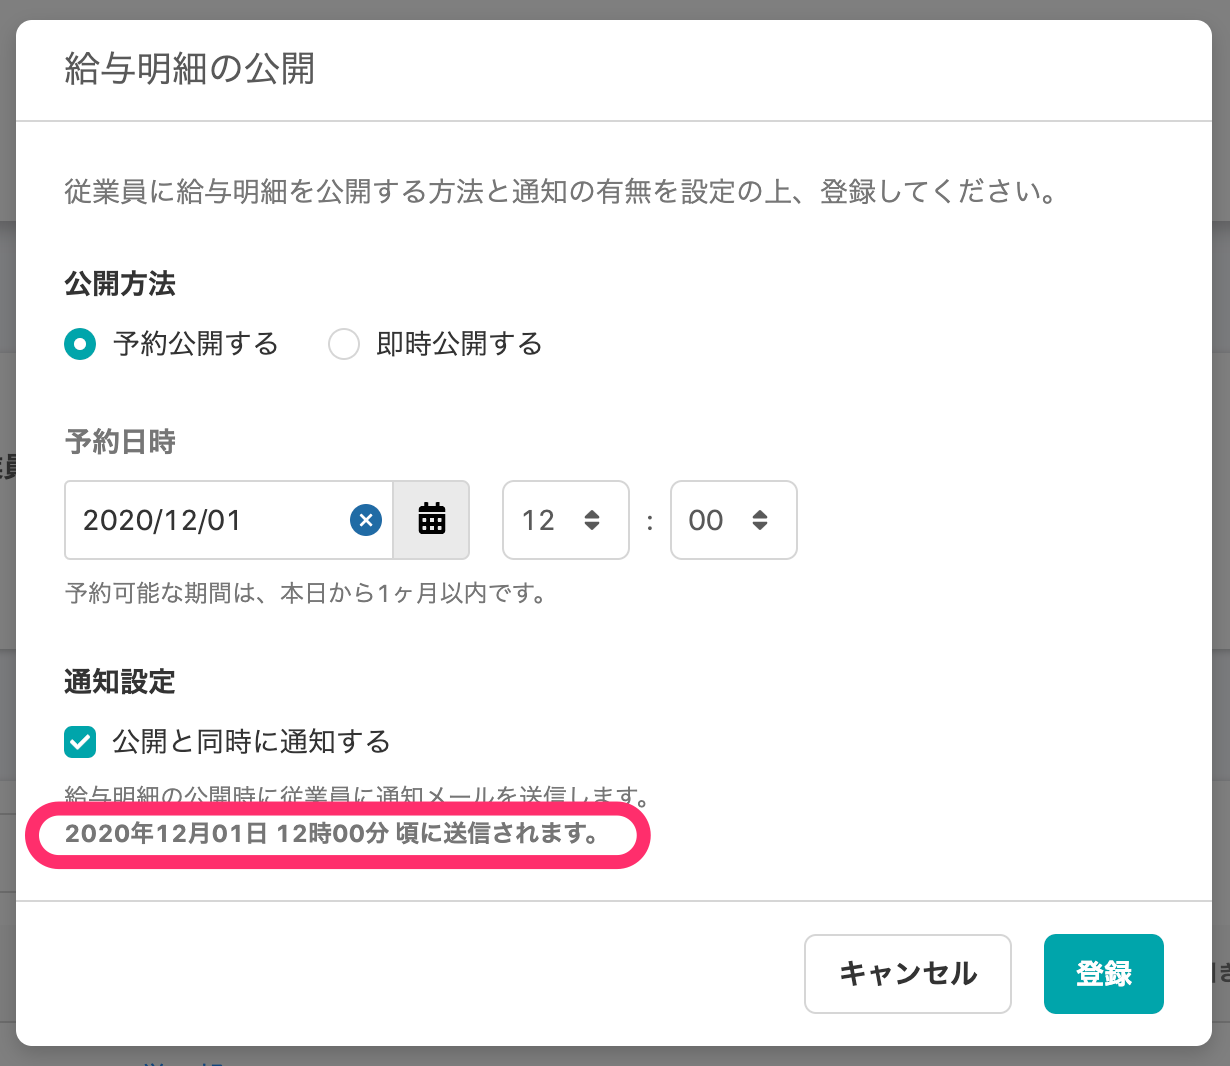 給与明細の公開
従業員に給与明細を公開する方法と通知の有無を設定の上、登録してください。
公開方法
予約公開する 即時公開する
予約日時
2020/12/01 12 : 00
予約可能な期間は、本日から1ヶ月以内です。
通知設定
公開と同時に通知する
給与明細の公開時に従業員に通知メールを送信します。
2020年12月01日 12時00分 頃に送信されます。
キャンセル 登録